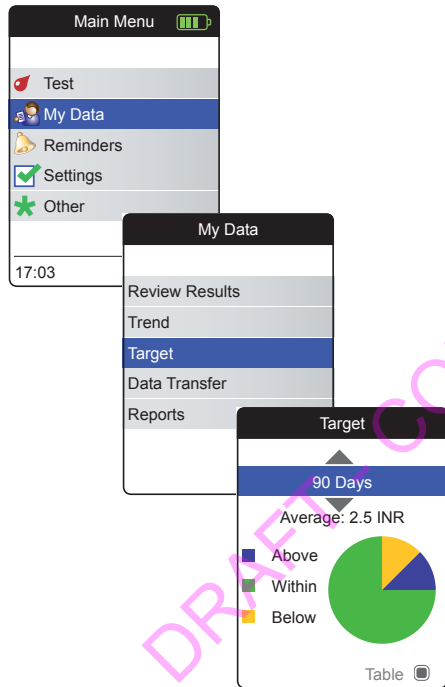 Main Menu
Test
My Data
Reminders
Settings
Other
17:03
My Data
Review Results
Trend
Target
Data Transfer
Reports
Target
90 Days
Average: 2.5 INR
Above
Within
Below
Table
DRAFT - CO